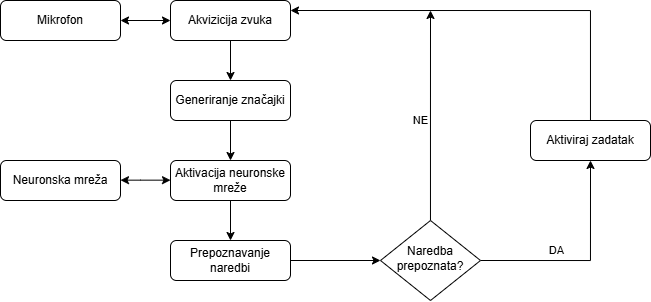 Mikrofon
Akvizicija zvuka
Generiranje značajki
NE
Aktiviraj zadatak
Neuronska mreža
Aktivacija neuronske
mreže
Prepoznavanje
naredbi
Naredba
prepoznata?
DA